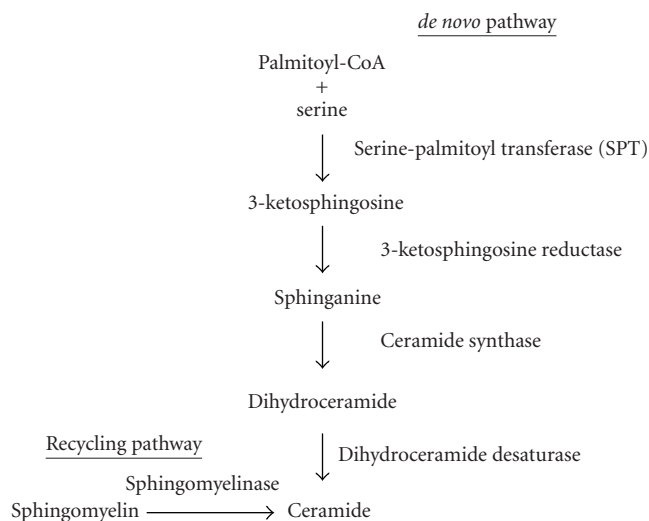 de novo pathway
Palmitoyl-CoA
+
serine
Serine-palmitoyl transferase (SPT)
3-ketosphingosine
3-ketosphingosine reductase
Sphinganine
Ceramide synthase
Dihydroceramide
Recycling pathway
Dihydroceramide desaturase
Sphingomyelinase
Sphingomyelin
Ceramide